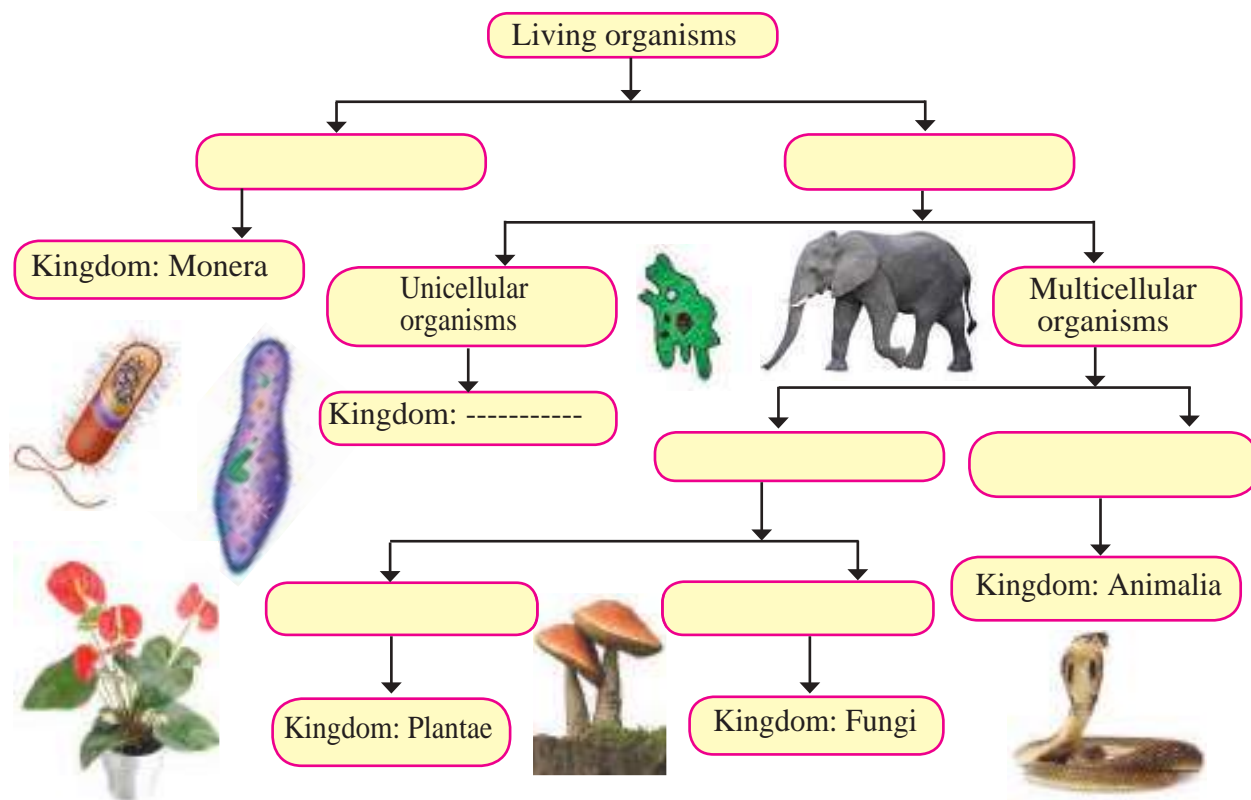 Living organisms
Kingdom: Monera
Unicellular
organisms
Multicellular
organisms
Kingdom: -----------
Kingdom: Animalia
Kingdom: Plantae
Kingdom: Fungi